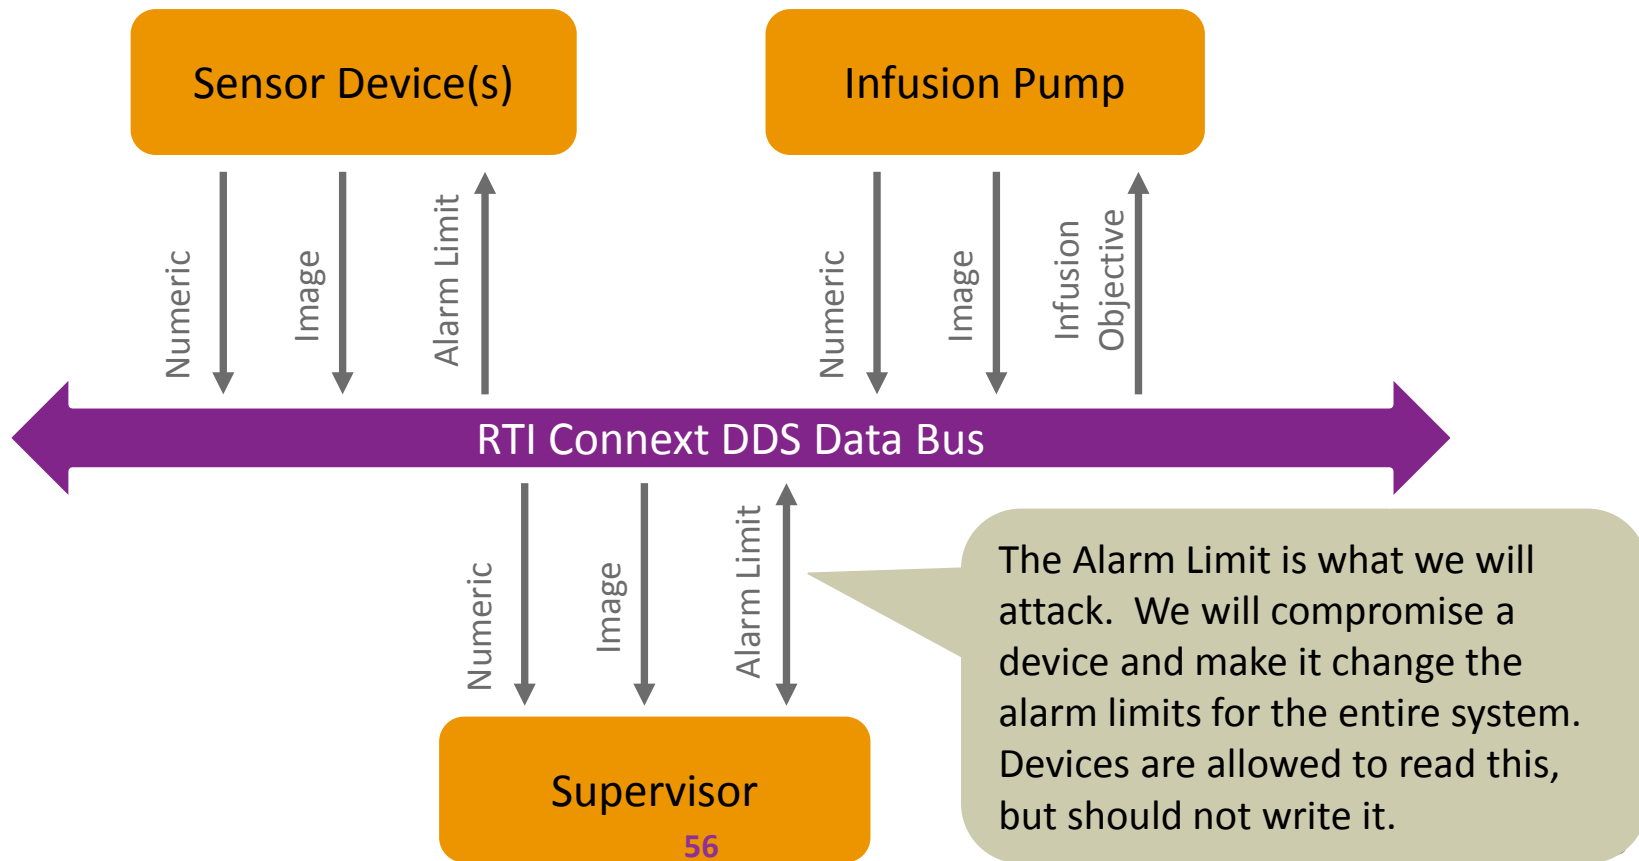 Sensor Device(s)
Infusion Pump
Numeric
Image
Alarm Limit
Numeric
Image
Infusion
Objective
RTI Connext DDS Data Bus
Numeric
Image
Alarm Limit
The Alarm Limit is what we will
attack. We will compromise a
device and make it change the
alarm limits for the entire system.
Devices are allowed to read this,
but should not write it.
Supervisor
56